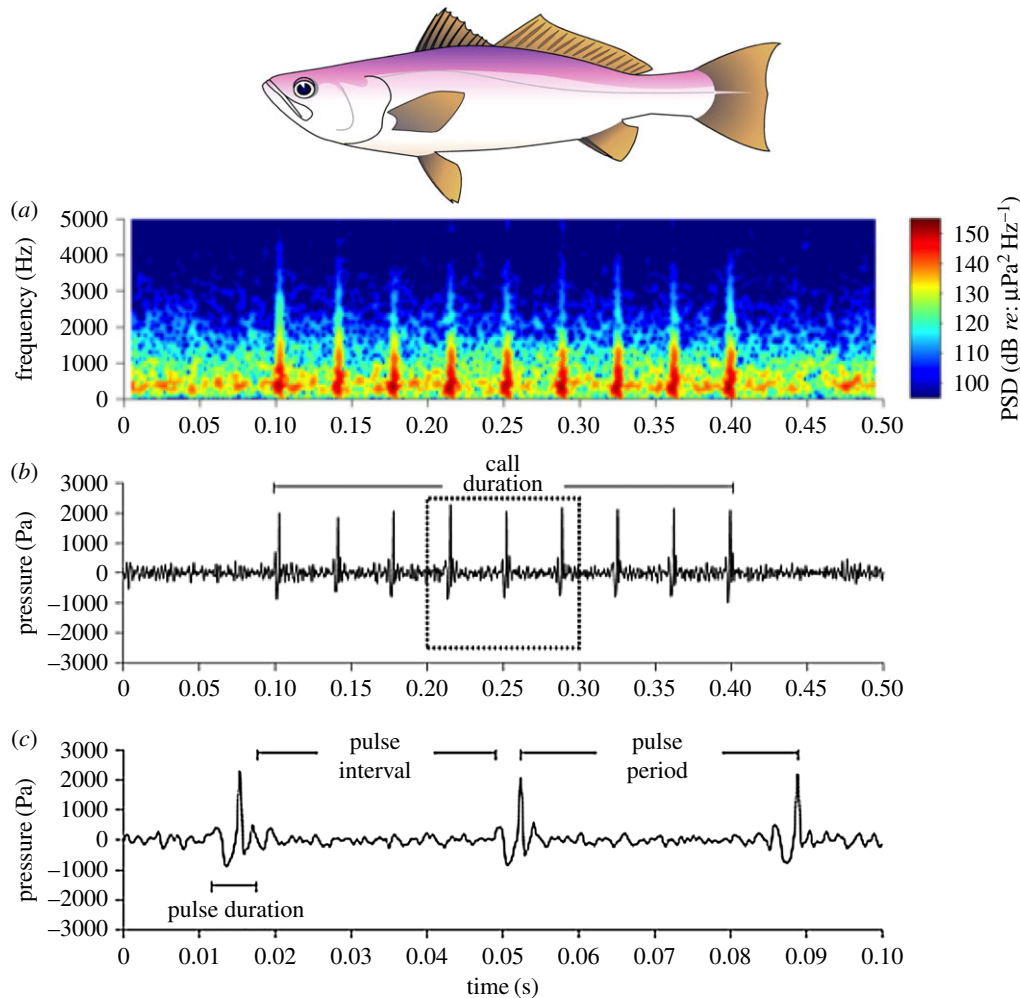 (a)
5000
4000
3000
2000
1000
0
frequency (Hz)
0 0.05 0.10 0.15 0.20 0.25 0.30 0.35 0.40 0.45 0.50
150
140
130
120
110
100
PSD (dB re: µPa² Hz⁻¹)
(b)
call
duration
3000
2000
1000
0
−1000
−2000
−3000
pressure (Pa)
0 0.05 0.10 0.15 0.20 0.25 0.30 0.35 0.40 0.45 0.50
(c)
pulse
interval
pulse
period
3000
2000
1000
0
−1000
−2000
−3000
pressure (Pa)
pulse duration
0 0.01 0.02 0.03 0.04 0.05 0.06 0.07 0.08 0.09 0.10
time (s)